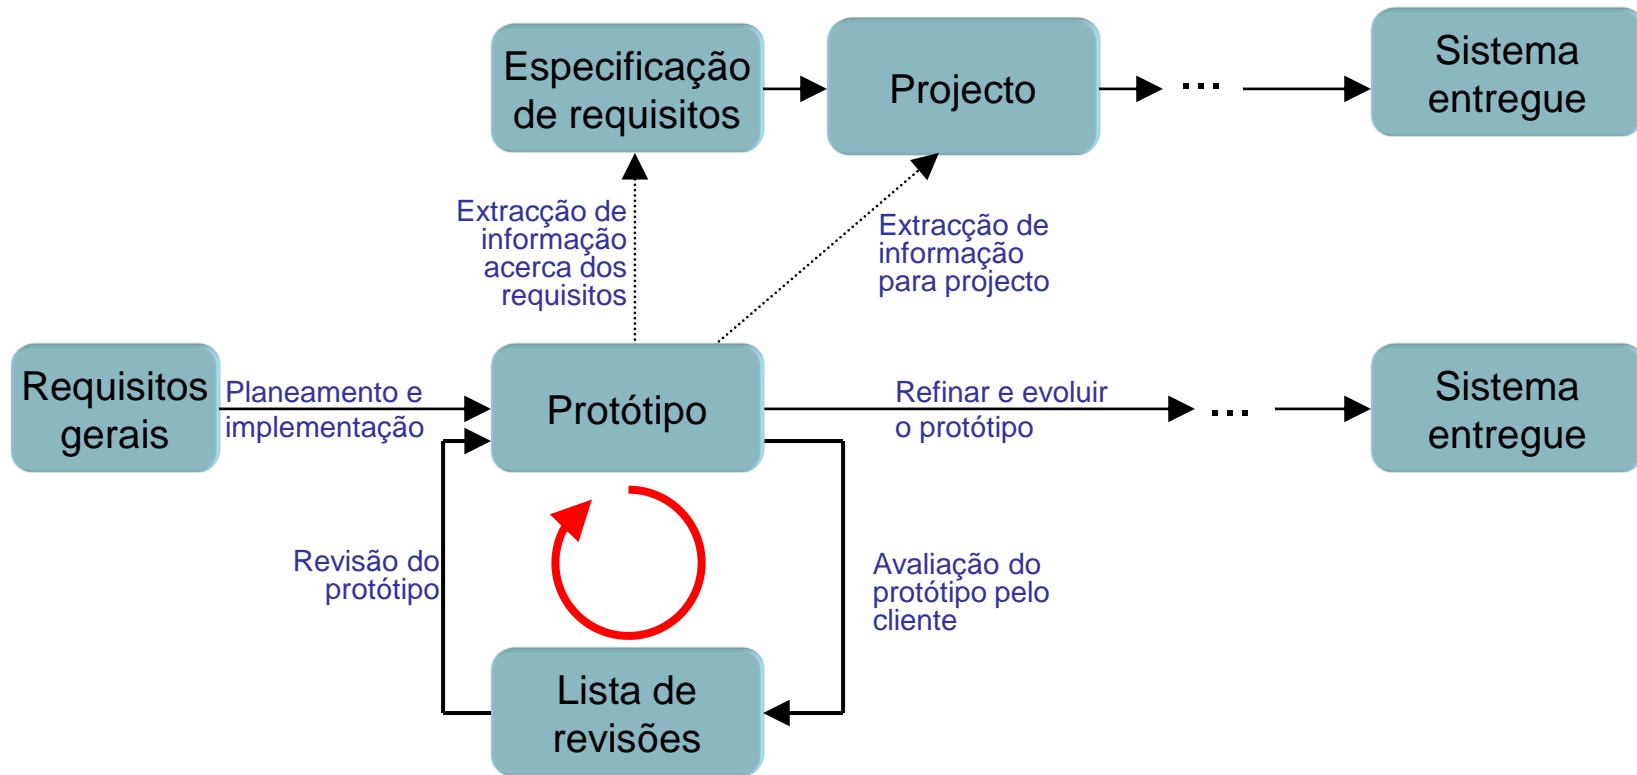 Especificação
de requisitos
Projecto
...
Sistema
entregue
Extracção de
informação
acerca dos
requisitos
Extracção de
informação
para projecto
Requisitos
gerais
Planeamento e
implementação
Protótipo
Refinar e evoluir
o protótipo
...
Sistema
entregue
Revisão do
protótipo
Avaliação do
protótipo pelo
cliente
Lista de
revisões